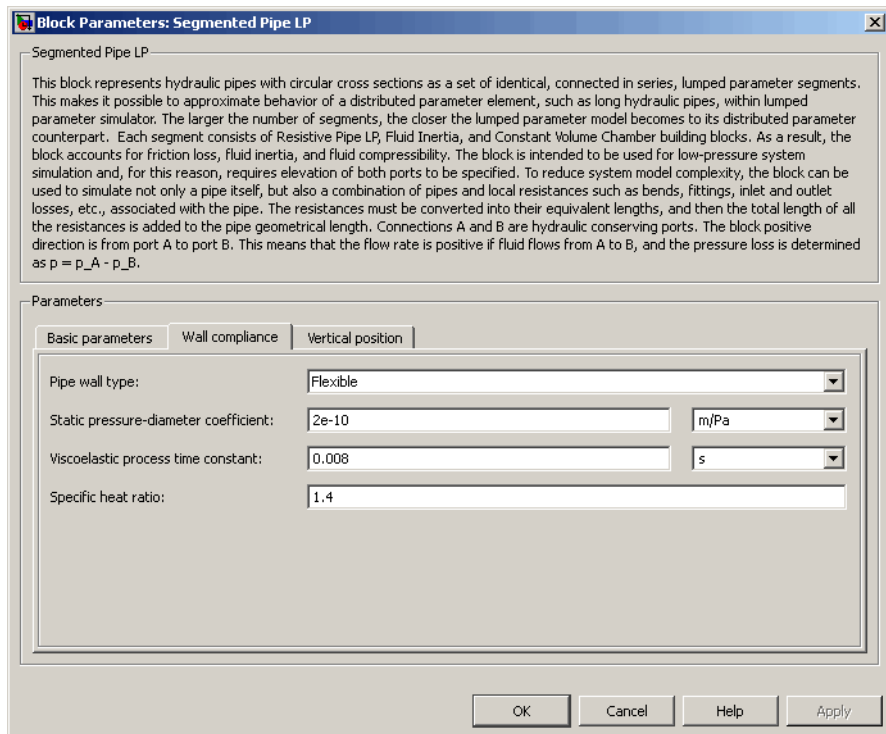 Block Parameters: Segmented Pipe LP
Segmented Pipe LP
This block represents hydraulic pipes with circular cross sections as a set of identical, connected in series, lumped parameter segments.
This makes it possible to approximate behavior of a distributed parameter element, such as long hydraulic pipes, within lumped
parameter simulator. The larger the number of segments, the closer the lumped parameter model becomes to its distributed parameter
counterpart.  Each segment consists of Resistive Pipe LP, Fluid Inertia, and Constant Volume Chamber building blocks. As a result, the
block accounts for friction loss, fluid inertia, and fluid compressibility. The block is intended to be used for low-pressure system
simulation and, for this reason, requires elevation of both ports to be specified. To reduce system model complexity, the block can be
used to simulate not only a pipe itself, but also a combination of pipes and local resistances such as bends, fittings, inlet and outlet
losses, etc., associated with the pipe. The resistances must be converted into their equivalent lengths, and then the total length of all
the resistances is added to the pipe geometrical length. Connections A and B are hydraulic conserving ports. The block positive
direction is from port A to port B. This means that the flow rate is positive if fluid flows from A to B, and the pressure loss is determined
as p = p_A - p_B.
Parameters
Basic parameters Wall compliance Vertical position
Pipe wall type: Flexible
Static pressure-diameter coefficient: 2e-10 m/Pa
Viscoelastic process time constant: 0.008 s
Specific heat ratio: 1.4
OK Cancel Help Apply